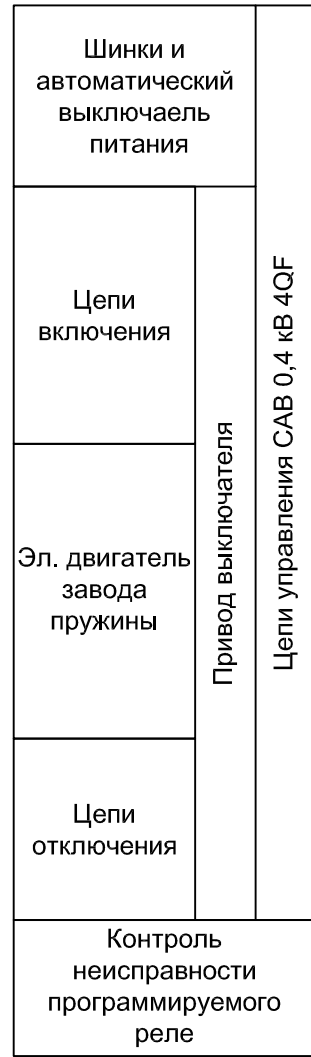 Шинки и
автоматический
выключаель
питания
Цепи
включения
Эл. двигатель
завода
пружины
Цепи
отключения
Привод выключателя
Цепи управления САВ 0,4 кВ 4QF
Контроль
неисправности
программируемого
реле